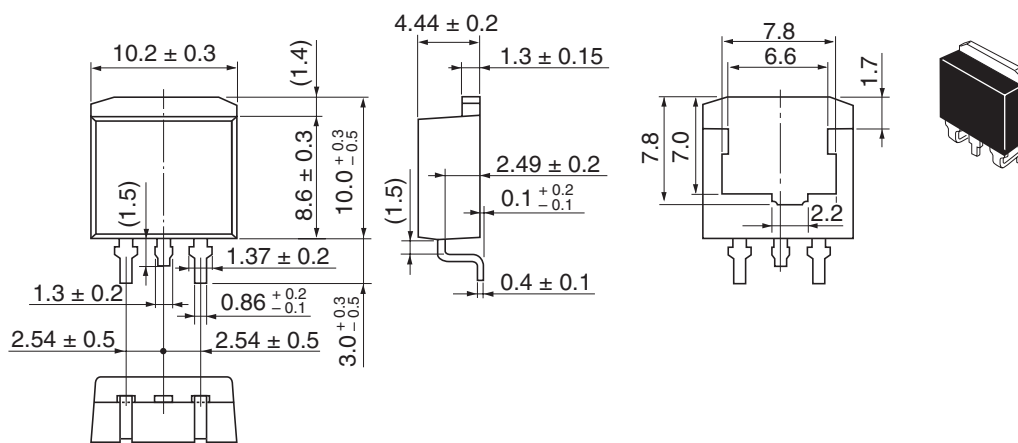 10.2 ± 0.3
(1.4)
8.6 ± 0.3
10.0 +0.3 −0.5
(1.5)
1.37 ± 0.2
1.3 ± 0.2
0.86 +0.2 −0.1
3.0 +0.3 −0.5
2.54 ± 0.5
2.54 ± 0.5
4.44 ± 0.2
1.3 ± 0.15
2.49 ± 0.2
(1.5)
0.1 +0.2 −0.1
0.4 ± 0.1
7.8
6.6
1.7
7.8
7.0
2.2